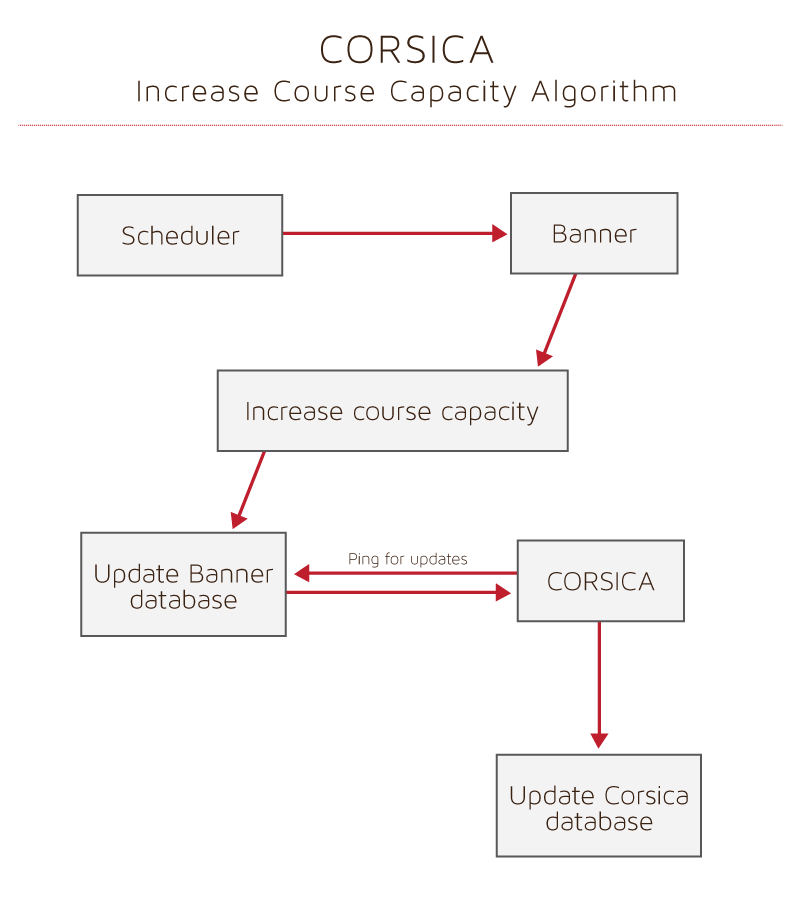 CORSICA
Increase Course Capacity Algorithm
Scheduler
Banner
Increase course capacity
Update Banner
database
Ping for updates
CORSICA
Update Corsica
database